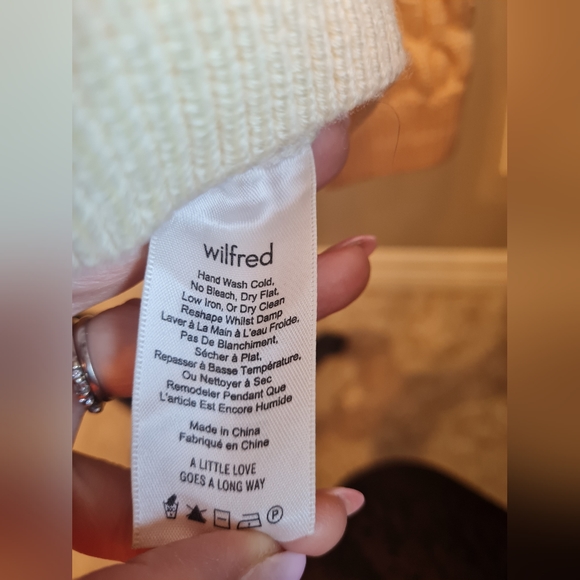 wilfred
Hand Wash Cold,
No Bleach, Dry Flat,
Low Iron, Or Dry Clean
Reshape Whilst Damp
Laver à La Main à L'eau Froide,
Pas De Blanchiment,
Sécher à Plat,
Repasser à Basse Température,
Ou Nettoyer à Sec
Remodeler Pendant Que
L'article Est Encore Humide
Made in China
Fabriqué en Chine
A LITTLE LOVE
GOES A LONG WAY
P